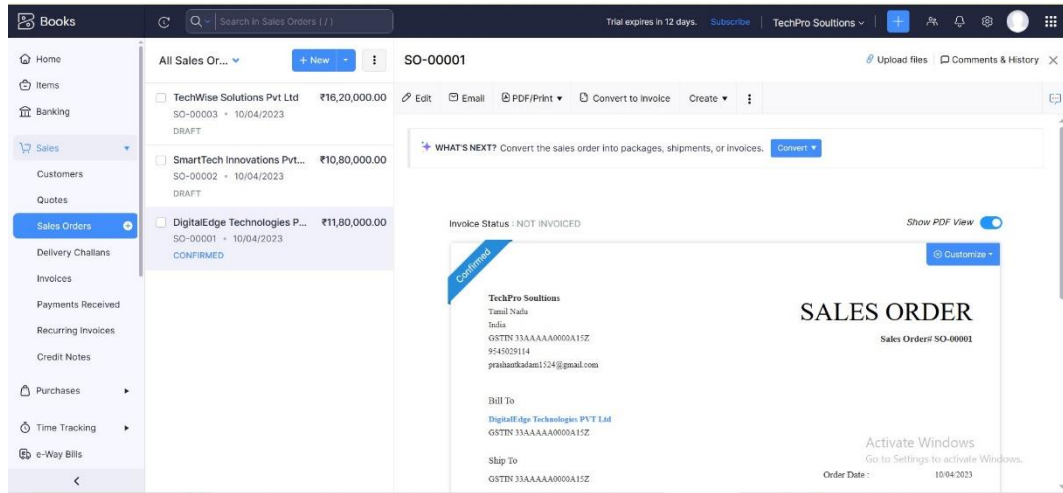 Books
Search in Sales Orders ( / )
Trial expires in 12 days. Subscribe
TechPro Soultions
Home
Items
Banking
Sales
Customers
Quotes
Sales Orders
Delivery Challans
Invoices
Payments Received
Recurring Invoices
Credit Notes
Purchases
Time Tracking
e-Way Bills
All Sales Or...
+ New
TechWise Solutions Pvt Ltd ₹16,20,000.00
SO-00003 • 10/04/2023
DRAFT
SmartTech Innovations Pvt... ₹10,80,000.00
SO-00002 • 10/04/2023
DRAFT
DigitalEdge Technologies P... ₹11,80,000.00
SO-00001 • 10/04/2023
CONFIRMED
SO-00001
Upload files
Comments & History
Edit Email PDF/Print Convert to Invoice Create
WHAT'S NEXT? Convert the sales order into packages, shipments, or invoices. Convert
Invoice Status : NOT INVOICED
Show PDF View
Customize
Confirmed
TechPro Soultions
Tamil Nadu
India
GSTIN 33AAAAA0000A15Z
9545029114
prashantkadam1524@gmail.com
SALES ORDER
Sales Order# SO-00001
Bill To
DigitalEdge Technologies PVT Ltd
GSTIN 33AAAAA0000A15Z
Ship To
GSTIN 33AAAAA0000A15Z
Order Date : 10/04/2023
Activate Windows
Go to Settings to activate Windows.